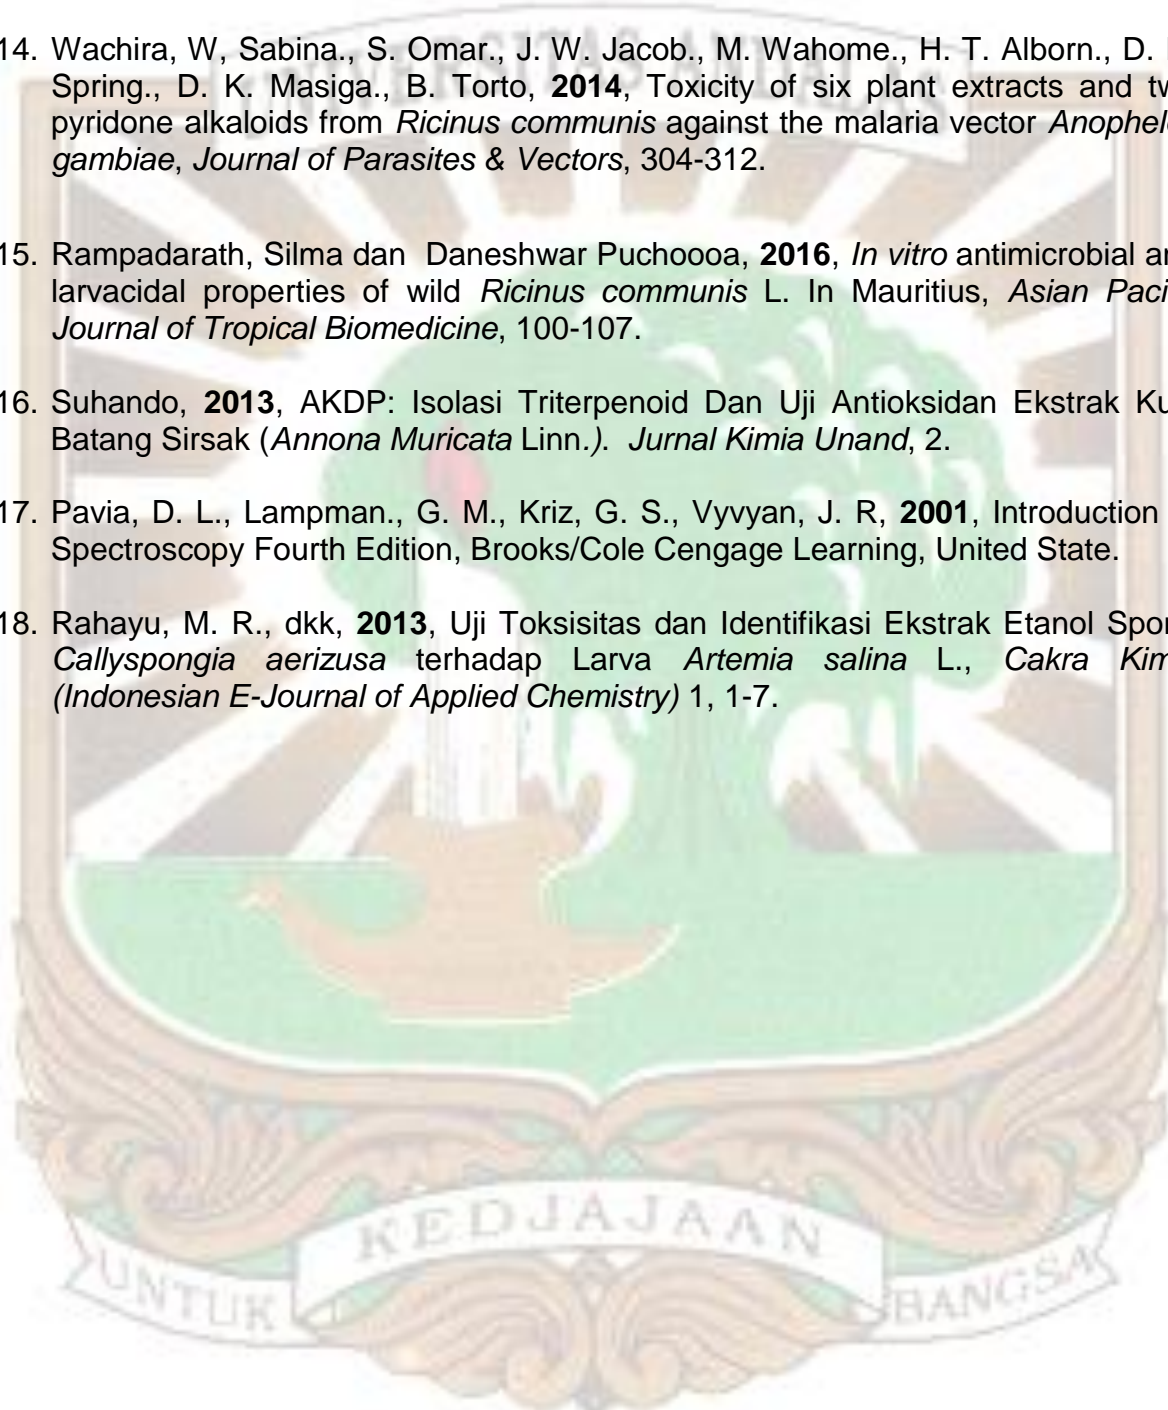 UNIVERSITAS ANDALAS
14. Wachira, W, Sabina., S. Omar., J. W. Jacob., M. Wahome., H. T. Alborn., D. 
Spring., D. K. Masiga., B. Torto, 2014, Toxicity of six plant extracts and tw
pyridone alkaloids from Ricinus communis against the malaria vector Anophel
gambiae, Journal of Parasites & Vectors, 304-312.
15. Rampadarath, Silma dan Daneshwar Puchoooa, 2016, In vitro antimicrobial an
larvacidal properties of wild Ricinus communis L. In Mauritius, Asian Paci
Journal of Tropical Biomedicine, 100-107.
16. Suhando, 2013, AKDP: Isolasi Triterpenoid Dan Uji Antioksidan Ekstrak Ku
Batang Sirsak (Annona Muricata Linn.). Jurnal Kimia Unand, 2.
17. Pavia, D. L., Lampman., G. M., Kriz, G. S., Vyvyan, J. R, 2001, Introduction
Spectroscopy Fourth Edition, Brooks/Cole Cengage Learning, United State.
18. Rahayu, M. R., dkk, 2013, Uji Toksisitas dan Identifikasi Ekstrak Etanol Spon
Callyspongia aerizusa terhadap Larva Artemia salina L., Cakra Kim
(Indonesian E-Journal of Applied Chemistry) 1, 1-7.
UNTUK KEDJAJAAN BANGSA